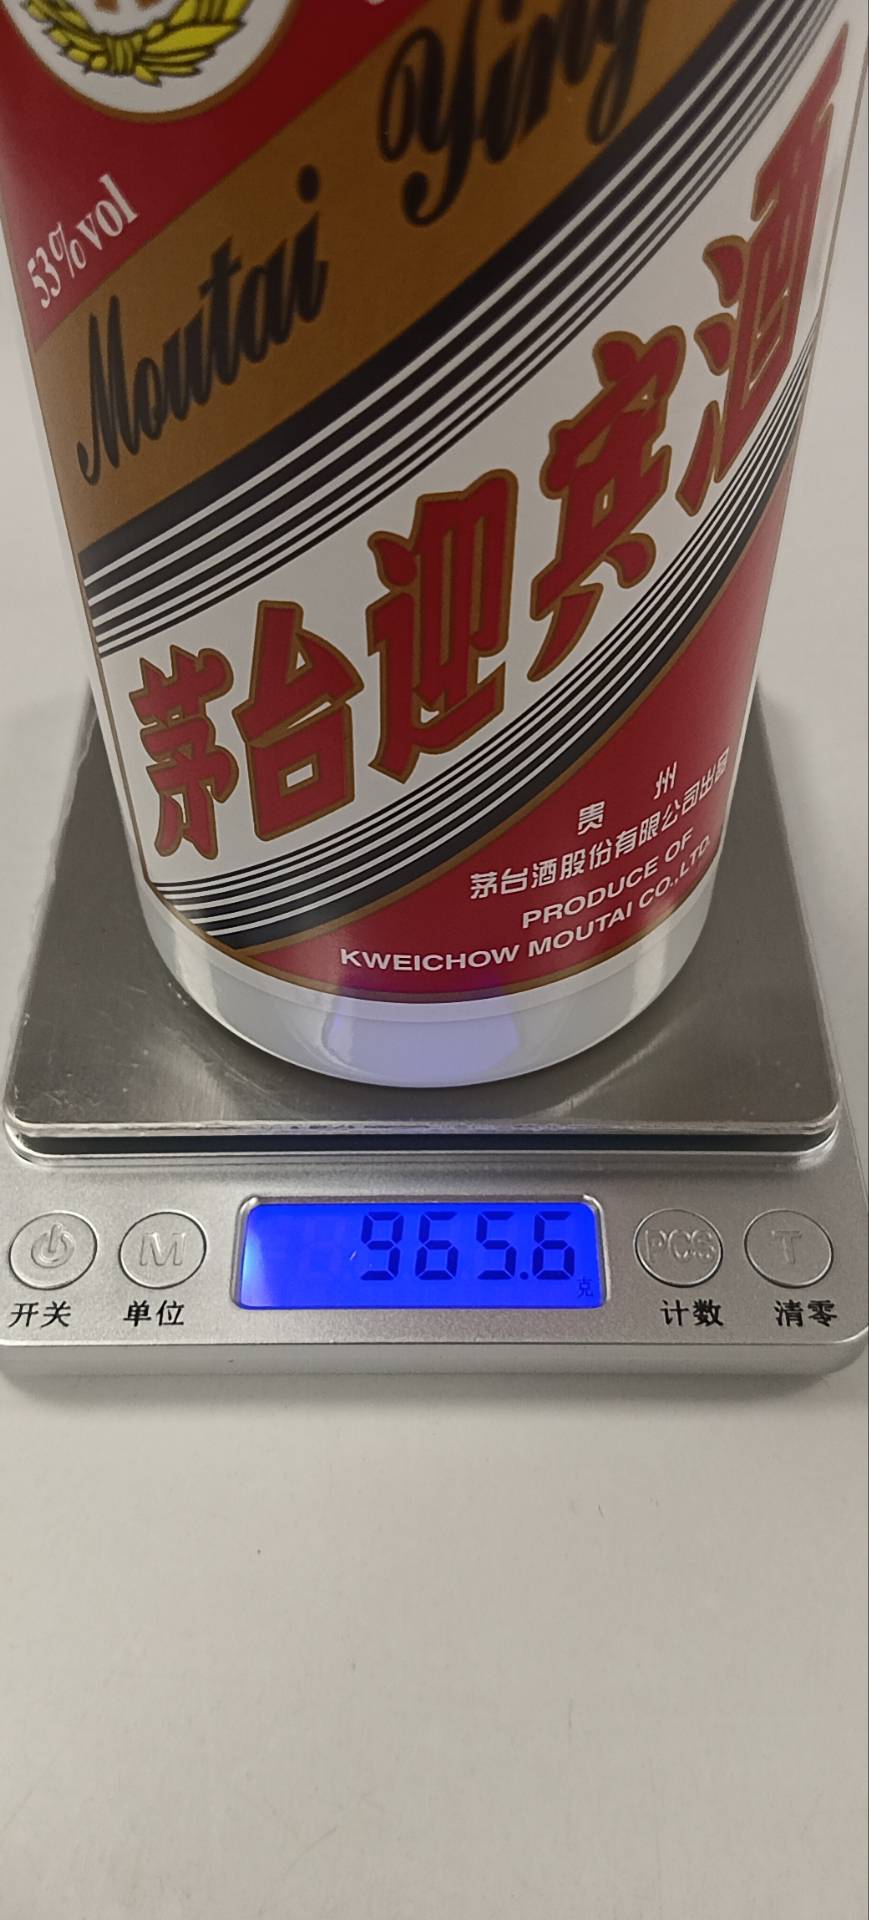 53%vol
Moutai Ying
茅台迎宾酒
贵 州
茅台酒股份有限公司出品
PRODUCE OF
KWEICHOW MOUTAI CO.,LTD.
965.6
克
M
PCS
T
开关
单位
计数
清零